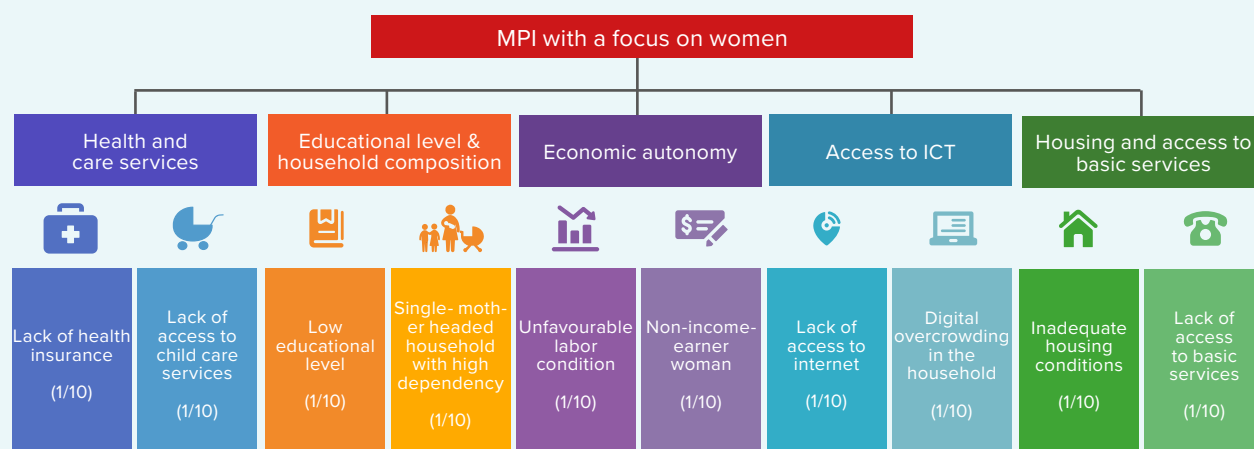 MPI with a focus on women
Health and
care services
Educational level &
household composition
Economic autonomy
Access to ICT
Housing and access to
basic services
$
Lack of health
insurance
(1/10)
Lack of
access to
child care
services
(1/10)
Low
educational
level
(1/10)
Single- moth-
er headed
household
with high
dependency
(1/10)
Unfavourable
labor
condition
(1/10)
Non-income-
earner
woman
(1/10)
Lack of
access to
internet
(1/10)
Digital
overcrowding
in the
household
(1/10)
Inadequate
housing
conditions
(1/10)
Lack of
access
to basic
services
(1/10)